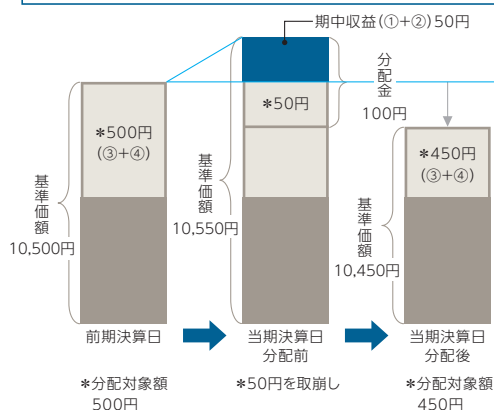 期中収益(①+②)50円
分配金
100円
*500円
(③+④)
*50円
*450円
(③+④)
基準価額
10,500円
基準価額
10,550円
基準価額
10,450円
前期決算日
当期決算日
分配前
当期決算日
分配後
*分配対象額
500円
*50円を取崩し
*分配対象額
450円